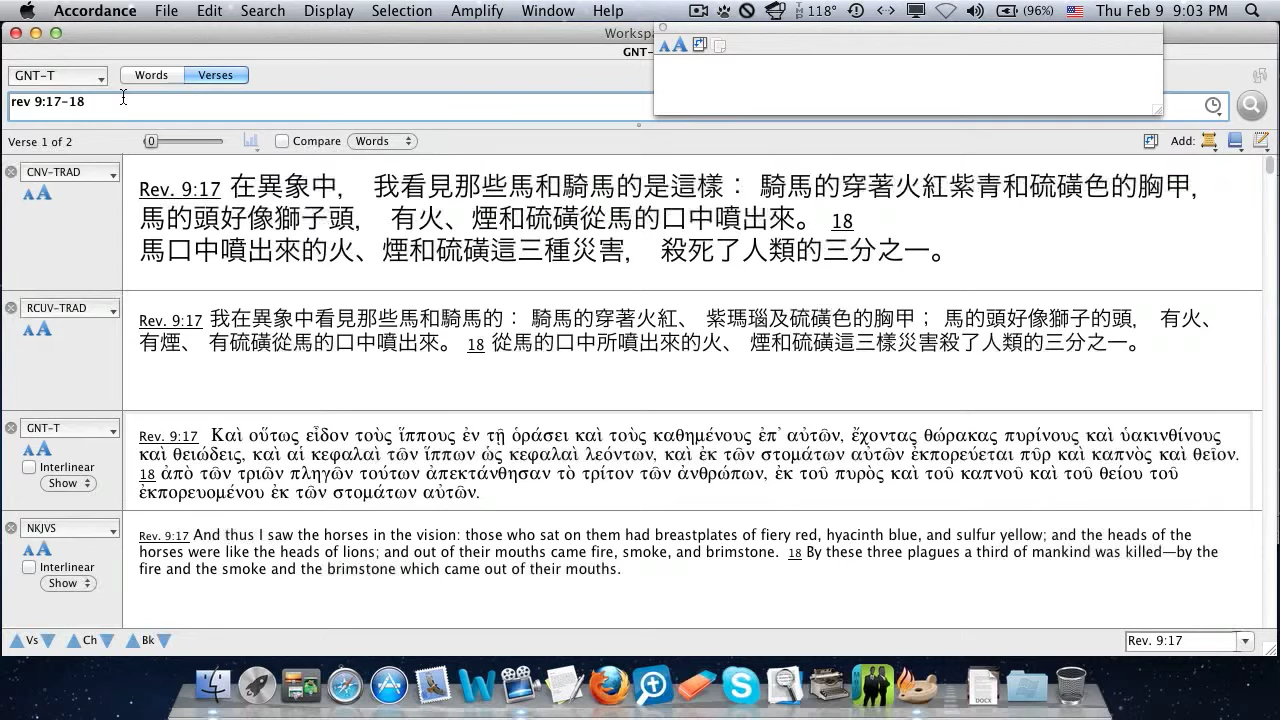 Accordance File Edit Search Display Selection Amplify Window Help TMP 118° (96%) Thu Feb 9 9:03 PM
Workspa
GNT-
GNT-T Words Verses
rev 9:17-18
Verse 1 of 2 0 Compare Words Add:
CNV-TRAD
AA
Rev. 9:17 在異象中， 我看見那些馬和騎馬的是這樣： 騎馬的穿著火紅紫青和硫磺色的胸甲，
馬的頭好像獅子頭， 有火、煙和硫磺從馬的口中噴出來。 18
馬口中噴出來的火、煙和硫磺這三種災害， 殺死了人類的三分之一。
RCUV-TRAD
AA
Rev. 9:17 我在異象中看見那些馬和騎馬的： 騎馬的穿著火紅、 紫瑪瑙及硫磺色的胸甲； 馬的頭好像獅子的頭， 有火、
有煙、 有硫磺從馬的口中噴出來。 18 從馬的口中所噴出來的火、 煙和硫磺這三樣災害殺了人類的三分之一。
GNT-T
AA
Interlinear
Show
Rev. 9:17 Καὶ οὕτως εἶδον τοὺς ἵππους ἐν τῇ ὁράσει καὶ τοὺς καθημένους ἐπ᾽ αὐτῶν, ἔχοντας θώρακας πυρίνους καὶ ὑακινθίνους
καὶ θειώδεις, καὶ αἱ κεφαλαὶ τῶν ἵππων ὡς κεφαλαὶ λεόντων, καὶ ἐκ τῶν στομάτων αὐτῶν ἐκπορεύεται πῦρ καὶ καπνὸς καὶ θεῖον.
18 ἀπὸ τῶν τριῶν πληγῶν τούτων ἀπεκτάνθησαν τὸ τρίτον τῶν ἀνθρώπων, ἐκ τοῦ πυρὸς καὶ τοῦ καπνοῦ καὶ τοῦ θείου τοῦ
ἐκπορευομένου ἐκ τῶν στομάτων αὐτῶν.
NKJVS
AA
Interlinear
Show
Rev. 9:17 And thus I saw the horses in the vision: those who sat on them had breastplates of fiery red, hyacinth blue, and sulfur yellow; and the heads of the
horses were like the heads of lions; and out of their mouths came fire, smoke, and brimstone. 18 By these three plagues a third of mankind was killed—by the
fire and the smoke and the brimstone which came out of their mouths.
Vs Ch Bk Rev. 9:17
DOCX